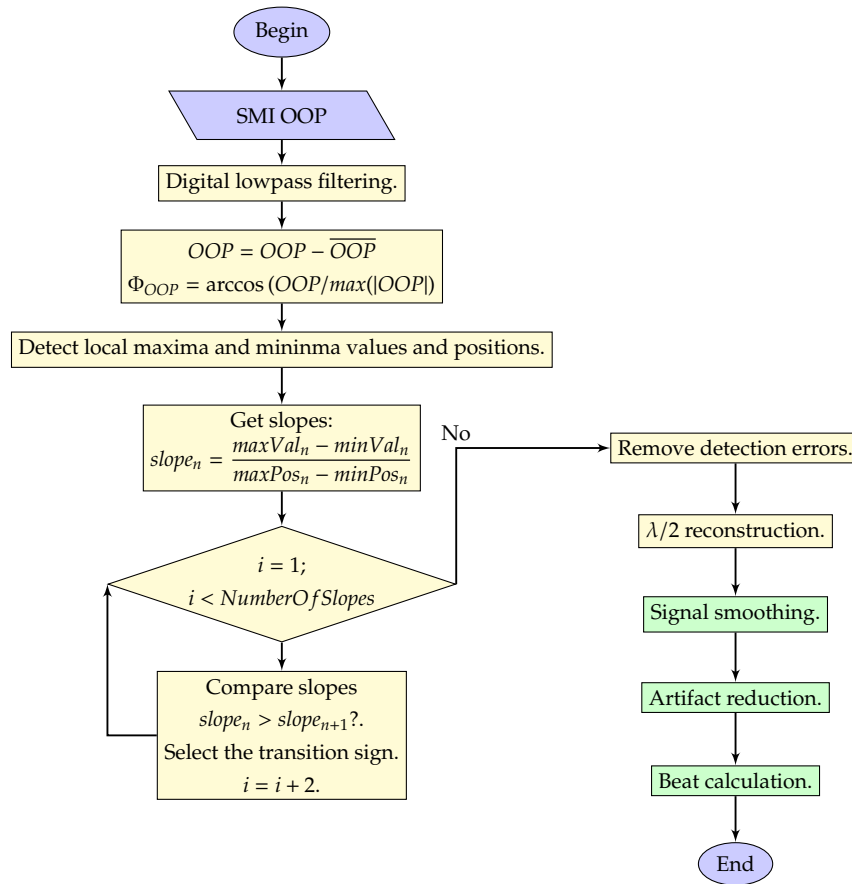 Begin
SMI OOP
Digital lowpass filtering.
OOP = OOP − \overline{OOP}
Φ_{OOP} = arccos (OOP/max(|OOP|)
Detect local maxima and mininma values and positions.
Get slopes:
slope_n = \frac{maxVal_n − minVal_n}{maxPos_n − minPos_n}
i = 1;
i < NumberOfSlopes
Compare slopes
slope_n > slope_{n+1}?.
Select the transition sign.
i = i + 2.
No
Remove detection errors.
λ/2 reconstruction.
Signal smoothing.
Artifact reduction.
Beat calculation.
End